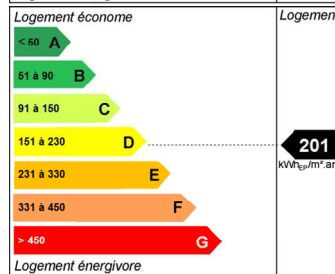 Logement économe
Logemen
< 50 A
51 à 90 B
91 à 150 C
151 à 230 D
201
kWhEP/m².an
231 à 330 E
331 à 450 F
> 450 G
Logement énergivore